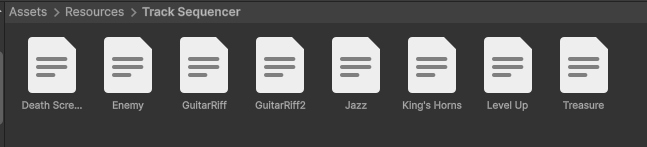 Assets > Resources > Track Sequencer
Death Scre... Enemy GuitarRiff GuitarRiff2 Jazz King's Horns Level Up Treasure